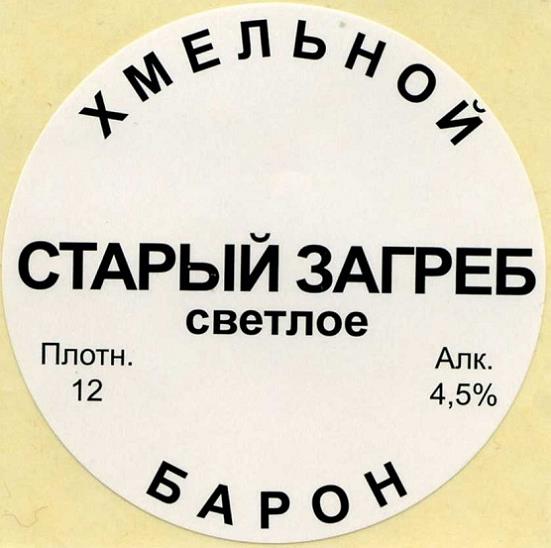 ХМЕЛЬНОЙ
СТАРЫЙ ЗАГРЕБ
светлое
Плотн.
12
Алк.
4,5%
БАРОН